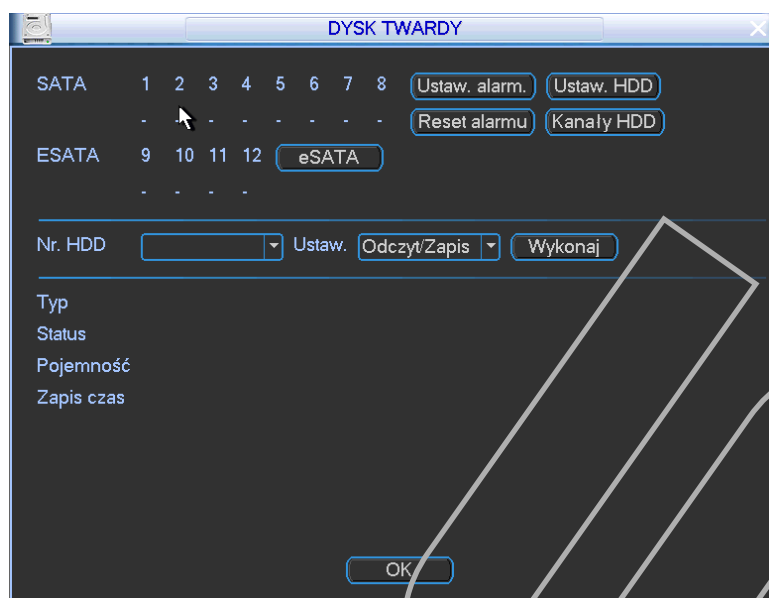 DYSK TWARDY
SATA 1 2 3 4 5 6 7 8 Ustaw. alarm. Ustaw. HDD
- - - - - - - - Reset alarmu Kanały HDD
ESATA 9 10 11 12 eSATA
- - - -
Nr. HDD Ustaw. Odczyt/Zapis Wykonaj
Typ
Status
Pojemność
Zapis czas
OK